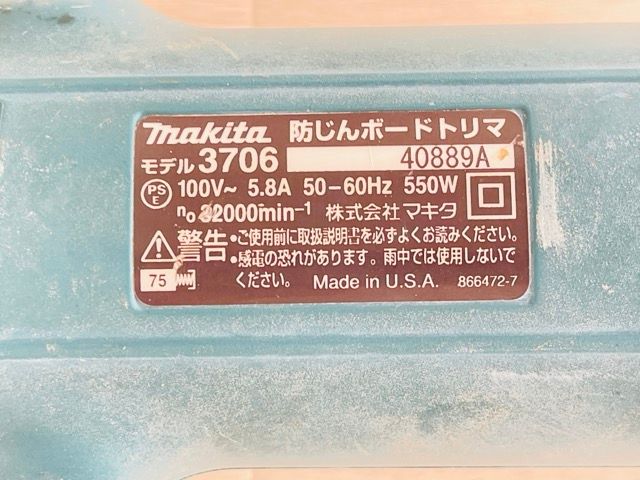 makita 防じんボードトリマ
モデル 3706 40889A
PS E 100V～ 5.8A 50-60Hz 550W
no 32000min-1 株式会社マキタ
警告 •ご使用前に取扱説明書を必ずよくお読みください。
•感電の恐れがあります。雨中では使用しないで
ください。
75 Made in U.S.A. 866472-7